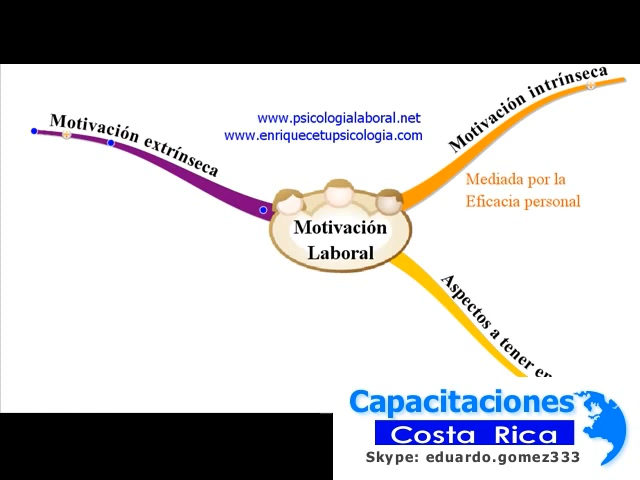 Motivación intrínseca
www.psicologialaboral.net
Motivación extrínseca
www.enriquecetupsicologia.com
Mediada por la
Eficacia personal
Motivación
Laboral
Aspectos a tener en
Capacitaciones
Costa Rica
Skype: eduardo.gomez333